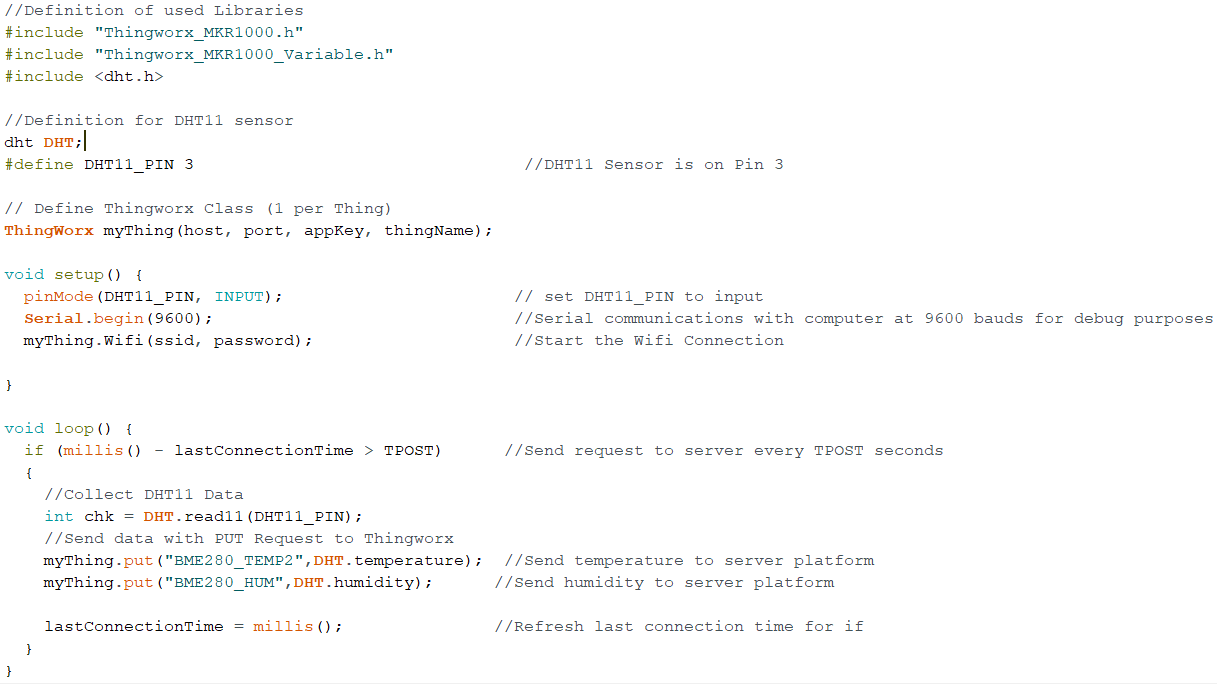 //Definition of used Libraries
#include "Thingworx_MKR1000.h"
#include "Thingworx_MKR1000_Variable.h"
#include <dht.h>

//Definition for DHT11 sensor
dht DHT;
#define DHT11_PIN 3                                 //DHT11 Sensor is on Pin 3

// Define Thingworx Class (1 per Thing)
ThingWorx myThing(host, port, appKey, thingName);

void setup() {
  pinMode(DHT11_PIN, INPUT);                       // set DHT11_PIN to input
  Serial.begin(9600);                              //Serial communications with computer at 9600 bauds for debug purposes
  myThing.Wifi(ssid, password);                    //Start the Wifi Connection

}

void loop() {
  if (millis() - lastConnectionTime > TPOST)      //Send request to server every TPOST seconds
  {
    //Collect DHT11 Data
    int chk = DHT.read11(DHT11_PIN);
    //Send data with PUT Request to Thingworx
    myThing.put("BME280_TEMP2",DHT.temperature);  //Send temperature to server platform
    myThing.put("BME280_HUM",DHT.humidity);      //Send humidity to server platform

    lastConnectionTime = millis();               //Refresh last connection time for if
  }
}